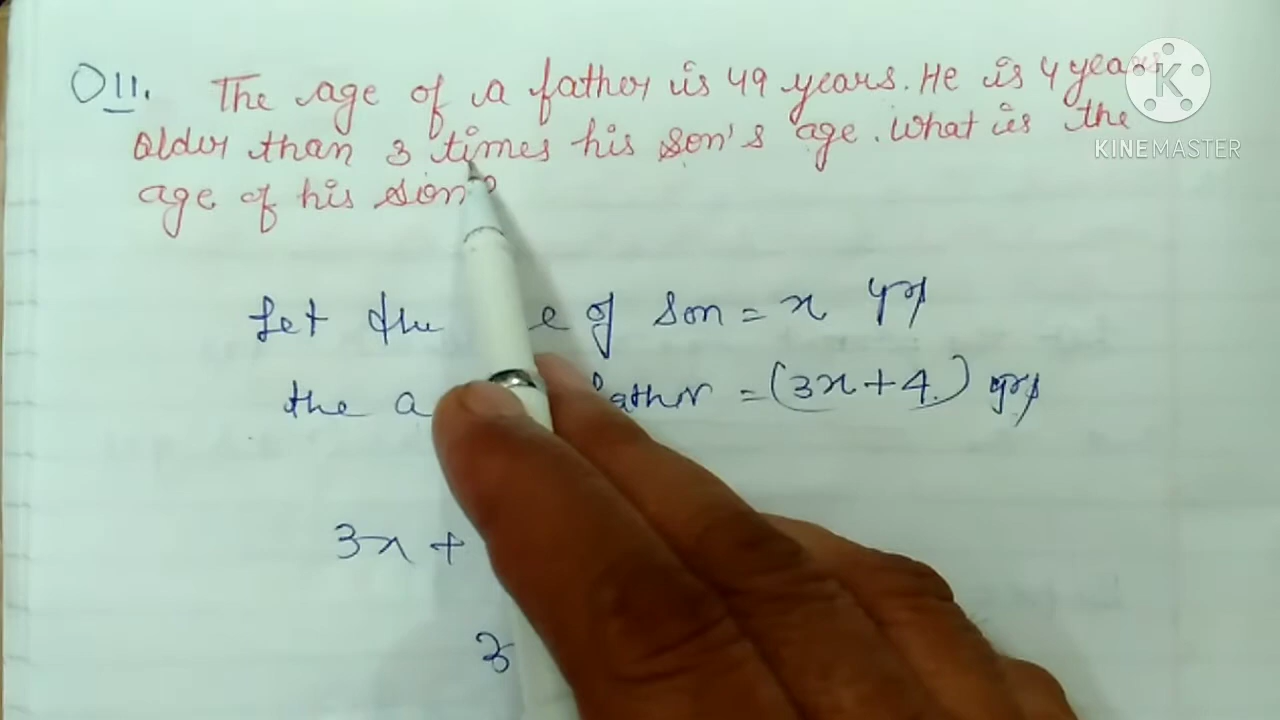 Q11. The age of a father is 49 years. He is 4 years
older than 3 times his son's age. What is the
age of his son?
K
KINEMASTER
Let the of son = x yrs
the = (3x+4) yrs
3x +
3